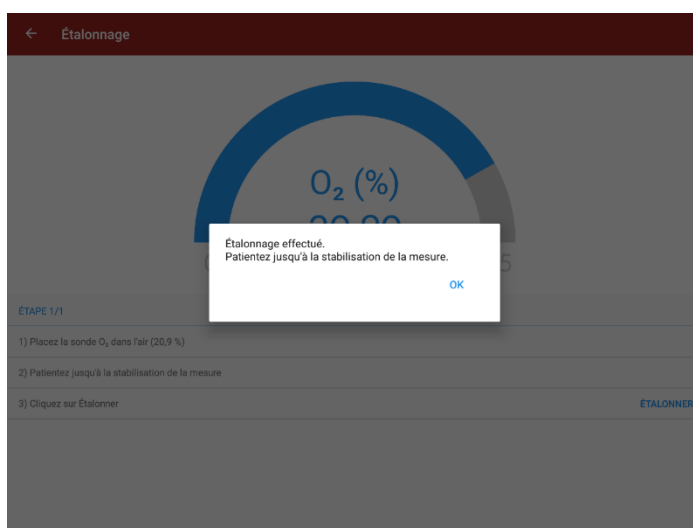 Étalonnage
O₂ (%)
Étalonnage effectué.
Patientez jusqu'à la stabilisation de la mesure.
OK
ÉTAPE 1/1
1) Placez la sonde O₂ dans l'air (20,9 %)
2) Patientez jusqu'à la stabilisation de la mesure
3) Cliquez sur Étalonner
ÉTALONNER